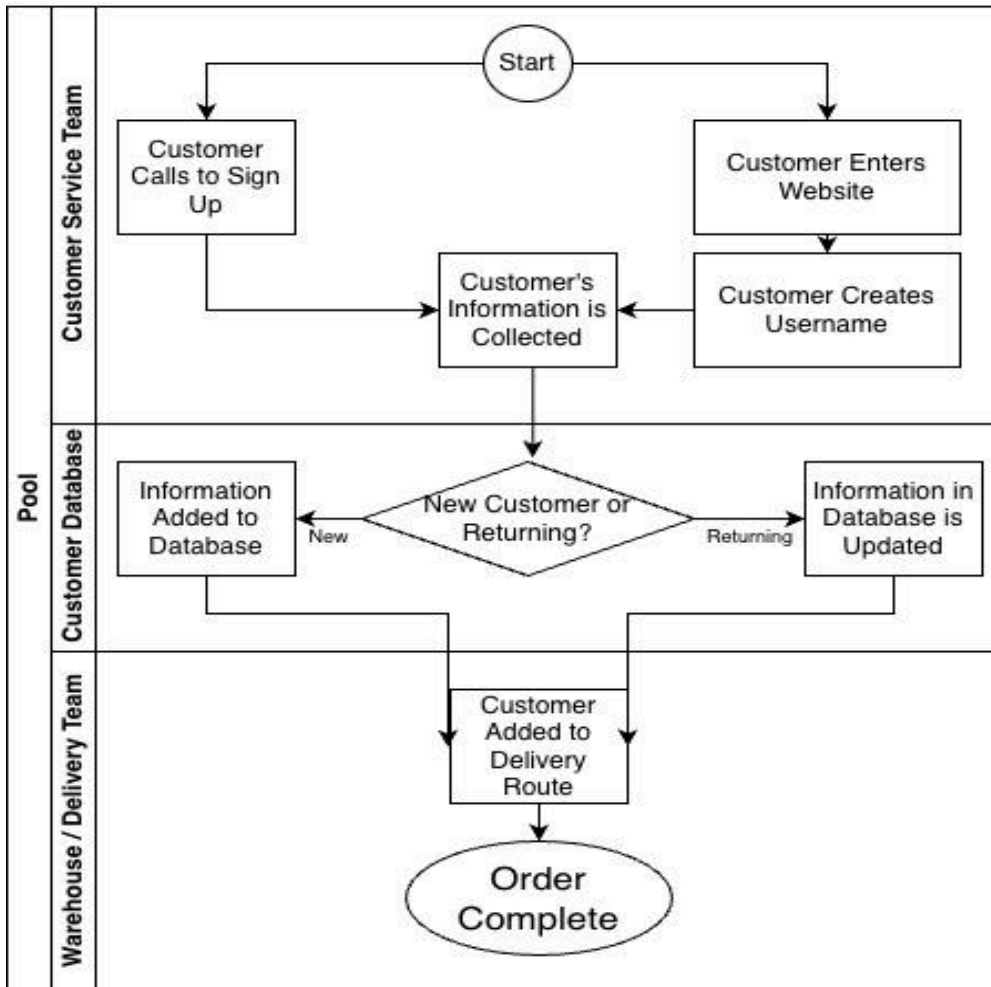 Pool
Customer Service Team
Start
Customer
Calls to Sign
Up
Customer Enters
Website
Customer's
Information is
Collected
Customer Creates
Username
Customer Database
Information
Added to
Database
New
New Customer or
Returning?
Returning
Information in
Database is
Updated
Warehouse / Delivery Team
Customer
Added to
Delivery
Route
Order
Complete